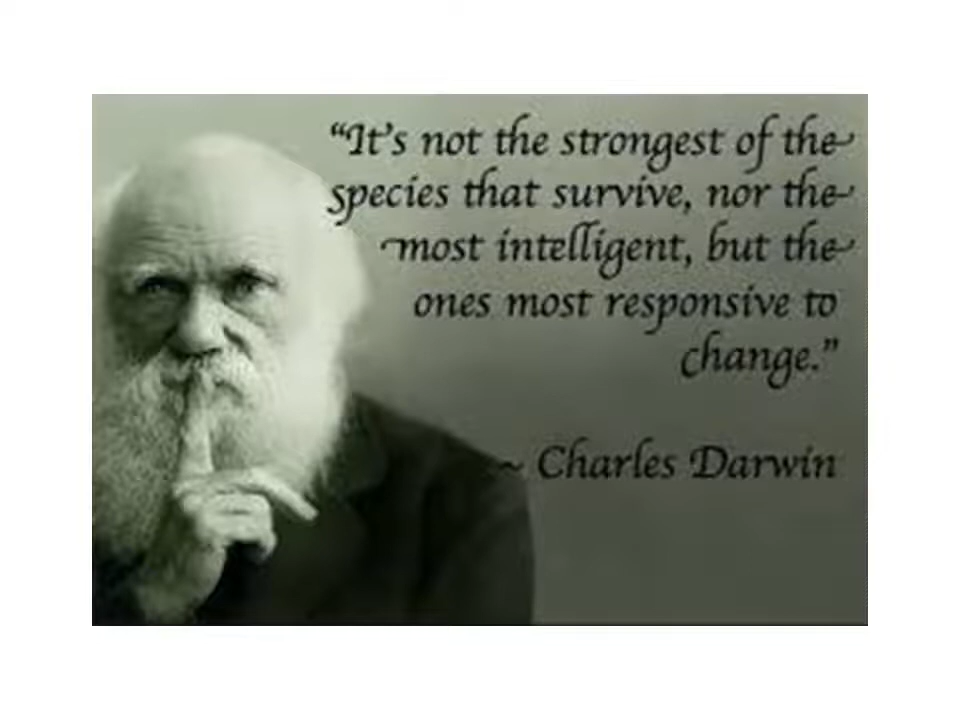 “It’s not the strongest of the
species that survive, nor the
most intelligent, but the
ones most responsive to
change.”
~ Charles Darwin